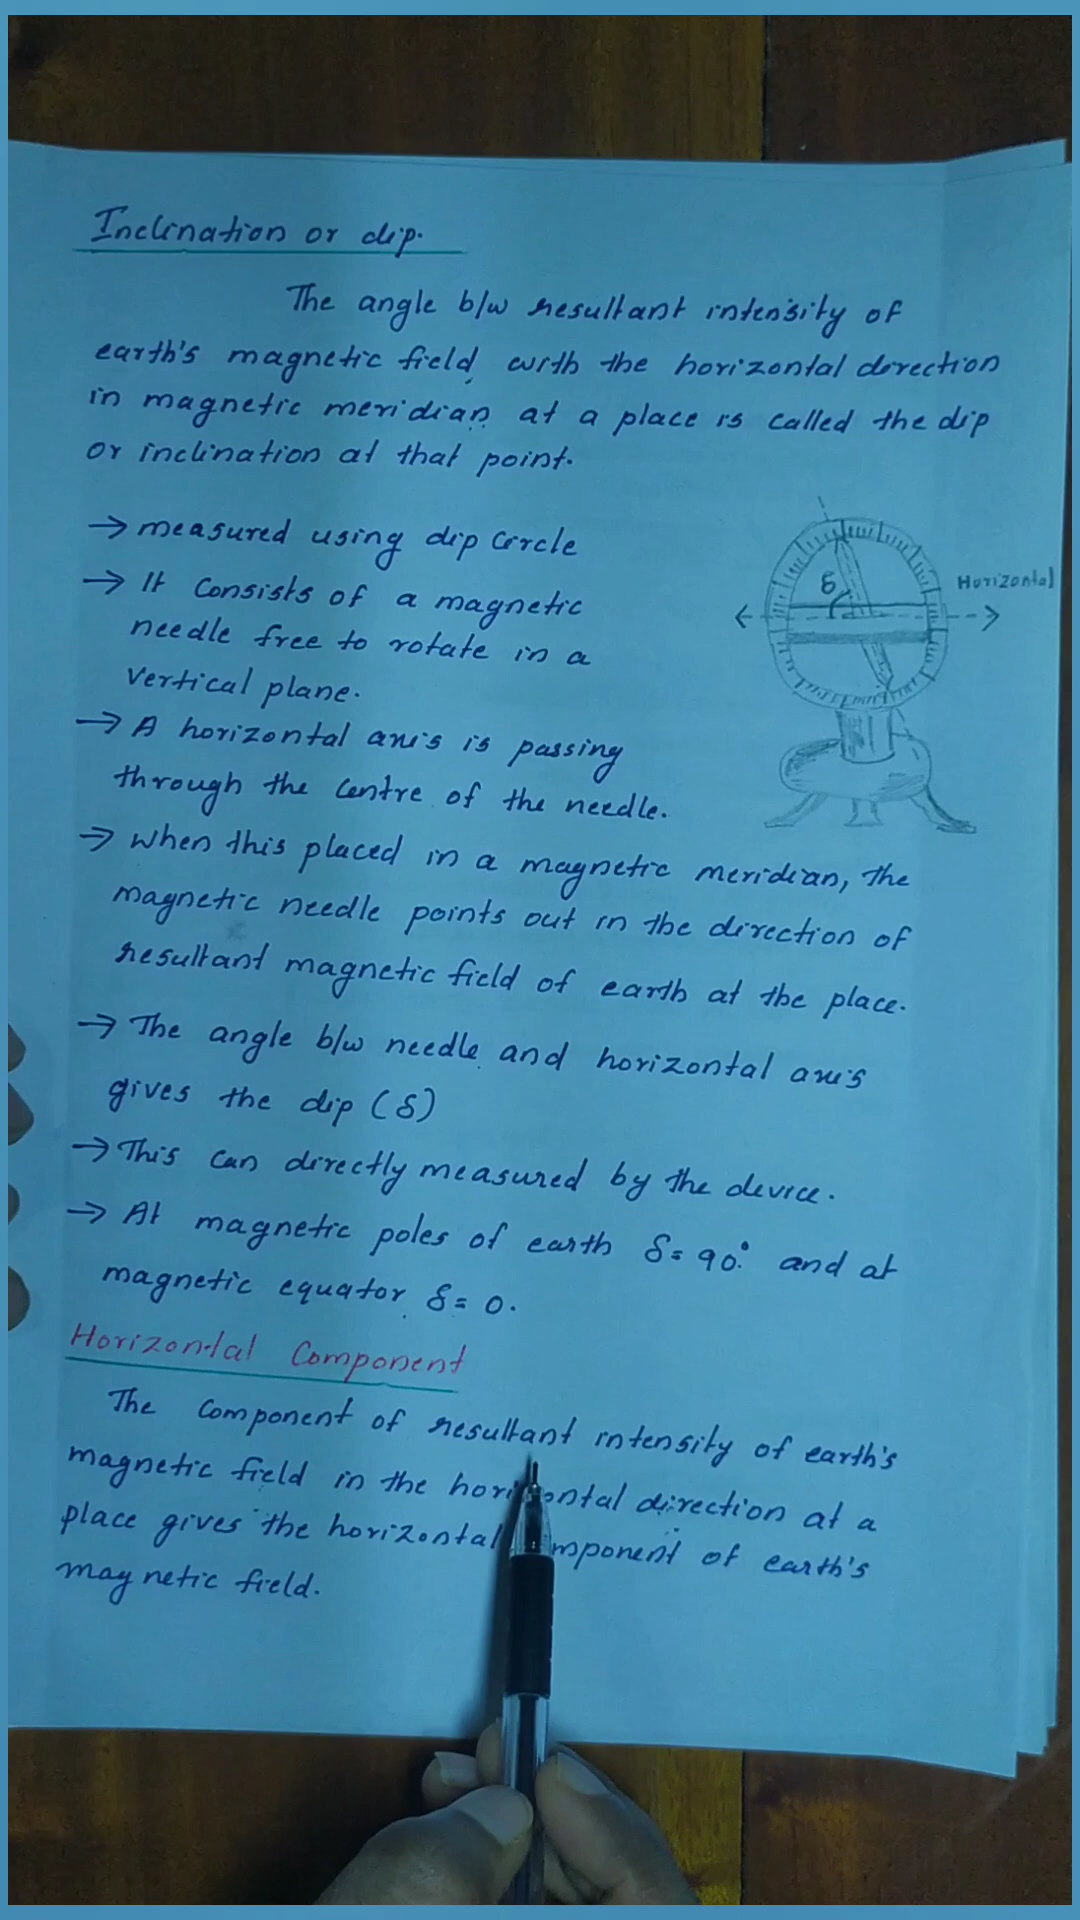 Inclination or dip.
The angle b/w resultant intensity of
earth's magnetic field with the horizontal direction
in magnetic meridian at a place is called the dip
or inclination at that point.
→ measured using dip circle
→ It consists of a magnetic
needle free to rotate in a
vertical plane.
δ
Horizontal
→ A horizontal axis is passing
through the centre of the needle.
→ when this placed in a magnetic meridian, the
magnetic needle points out in the direction of
resultant magnetic field of earth at the place.
→ The angle b/w needle and horizontal axis
gives the dip (δ)
→ This can directly measured by the device.
→ At magnetic poles of earth δ = 90° and at
magnetic equator δ = 0.
Horizontal Component
The component of resultant intensity of earth's
magnetic field in the direction at a
place gives the horizontal of earth's
magnetic field.